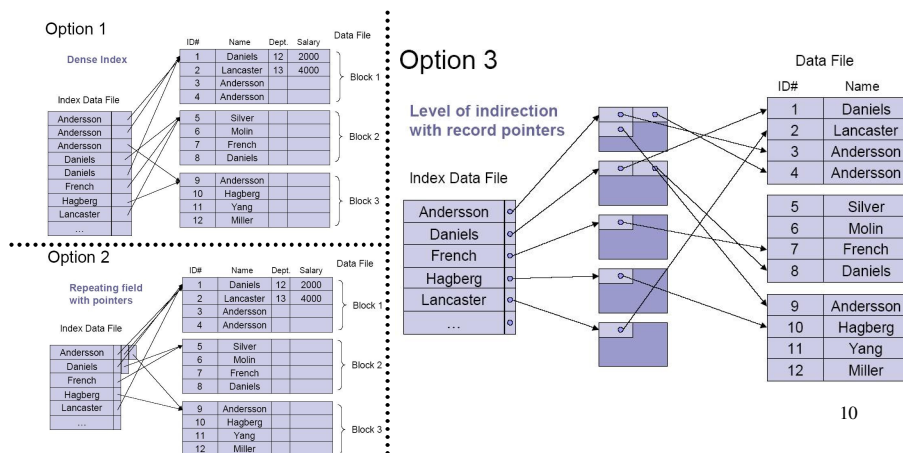 Option 1
Dense Index
Index Data File
Andersson
Andersson
Andersson
Daniels
Daniels
French
Hagberg
Lancaster
…
ID# Name Dept. Salary
Data File
1 Daniels 12 2000
2 Lancaster 13 4000
3 Andersson
4 Andersson
Block 1
5 Silver
6 Molin
7 French
8 Daniels
Block 2
9 Andersson
10 Hagberg
11 Yang
12 Miller
Block 3
Option 2
Repeating field
with pointers
Index Data File
Andersson
Daniels
French
Hagberg
Lancaster
…
ID# Name Dept. Salary
Data File
1 Daniels 12 2000
2 Lancaster 13 4000
3 Andersson
4 Andersson
Block 1
5 Silver
6 Molin
7 French
8 Daniels
Block 2
9 Andersson
10 Hagberg
11 Yang
12 Miller
Block 3
Option 3
Level of indirection
with record pointers
Index Data File
Andersson
Daniels
French
Hagberg
Lancaster
…
Data File
ID# Name
1 Daniels
2 Lancaster
3 Andersson
4 Andersson
5 Silver
6 Molin
7 French
8 Daniels
9 Andersson
10 Hagberg
11 Yang
12 Miller
10